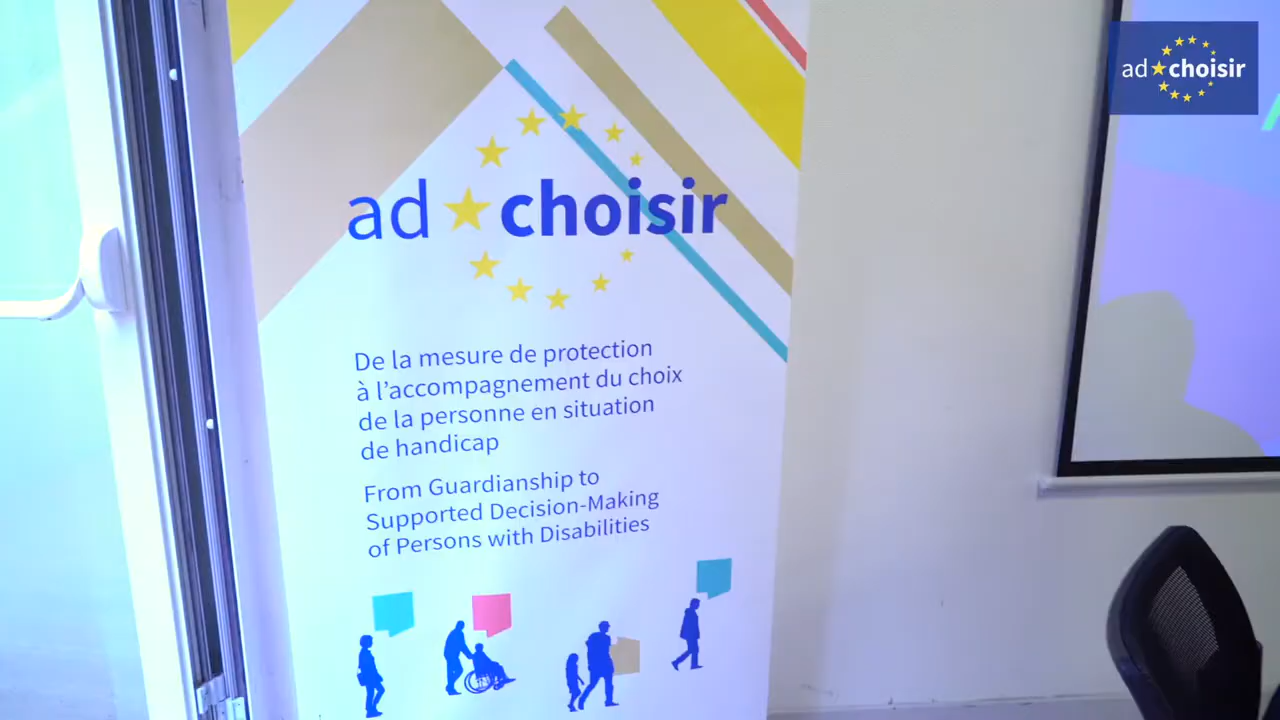 ad choisir
ad choisir
De la mesure de protection
à l'accompagnement du choix
de la personne en situation
de handicap
From Guardianship to
Supported Decision-Making
of Persons with Disabilities